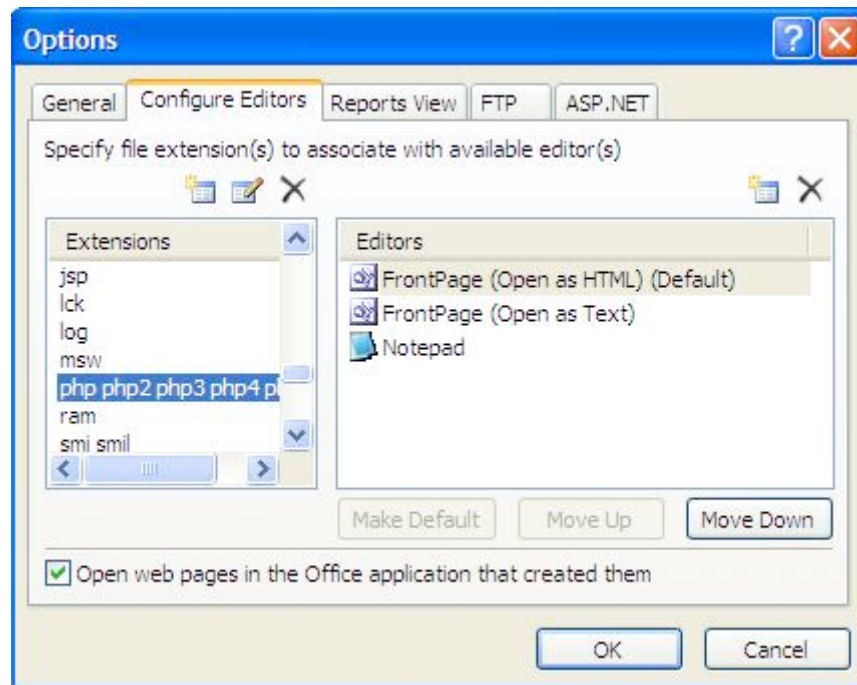 Options
General Configure Editors Reports View FTP ASP.NET
Specify file extension(s) to associate with available editor(s)
Extensions
jsp
lck
log
msw
php php2 php3 php4
ram
smi smil
Editors
FrontPage (Open as HTML) (Default)
FrontPage (Open as Text)
Notepad
Make Default Move Up Move Down
Open web pages in the Office application that created them
OK Cancel